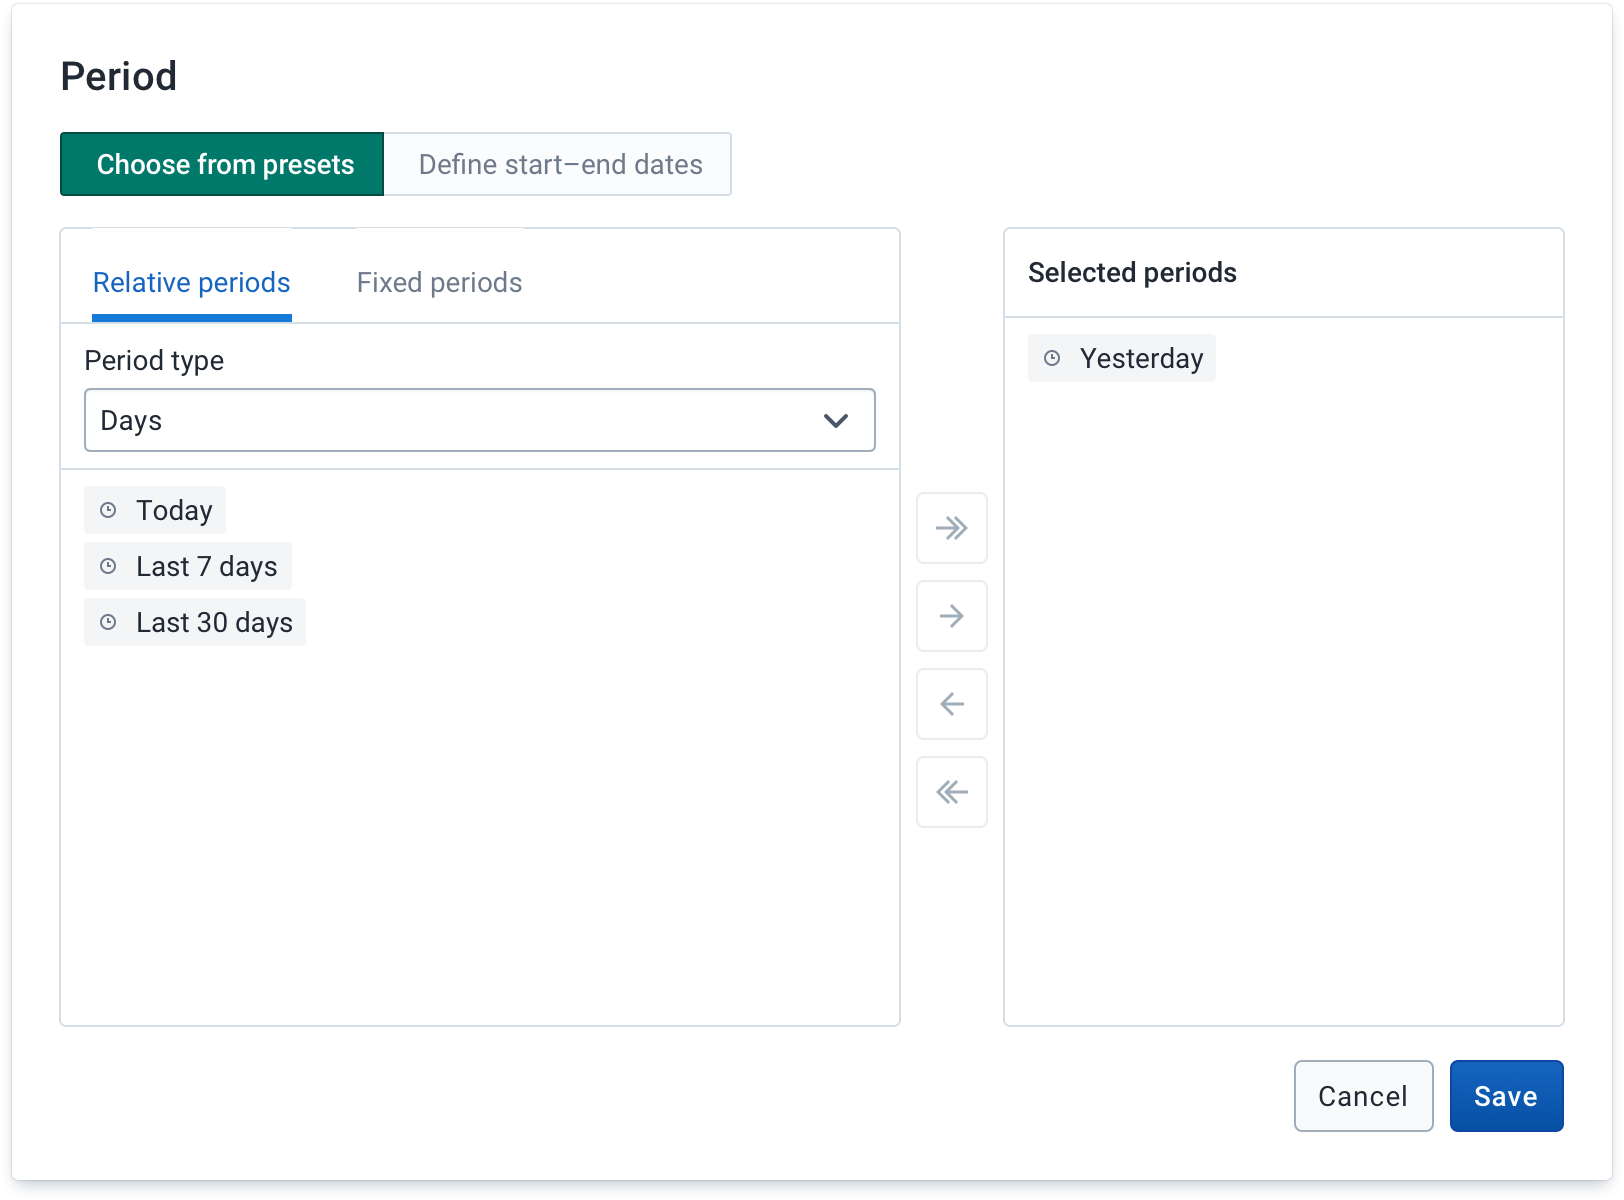 Period
Choose from presets
Define start–end dates
Relative periods
Fixed periods
Period type
Days
Today
Last 7 days
Last 30 days
Selected periods
Yesterday
Cancel
Save